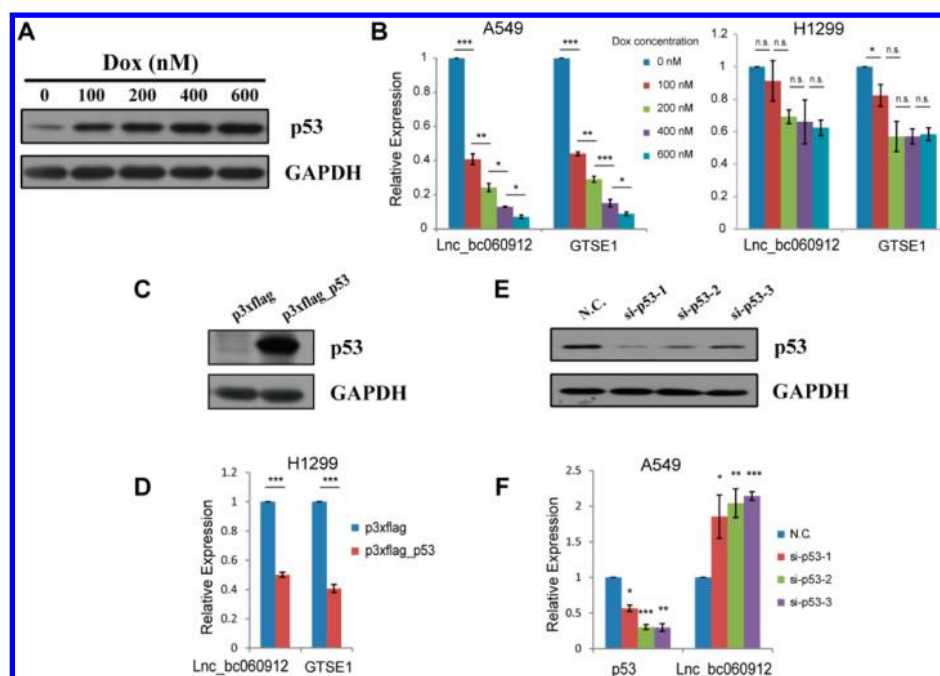 A
Dox (nM)
0 100 200 400 600
p53
GAPDH
B
A549
Relative Expression
1
0.8
0.6
0.4
0.2
0
*** ** * *
*** ** *** *
Lnc_bc060912 GTSE1
Dox concentration
0 nM
100 nM
200 nM
400 nM
600 nM
H1299
1.2
1
0.8
0.6
0.4
0.2
0
n.s. n.s. n.s. n.s.
* n.s. n.s. n.s.
Lnc_bc060912 GTSE1
C
p3xflag p3xflag_p53
p53
GAPDH
E
N.C. si-p53-1 si-p53-2 si-p53-3
p53
GAPDH
D
H1299
Relative Expression
1.2
1
0.8
0.6
0.4
0.2
0
*** ***
Lnc_bc060912 GTSE1
p3xflag
p3xflag_p53
F
A549
Relative Expression
2.5
2
1.5
1
0.5
0
* *** **
* ** ***
p53 Lnc_bc060912
N.C.
si-p53-1
si-p53-2
si-p53-3